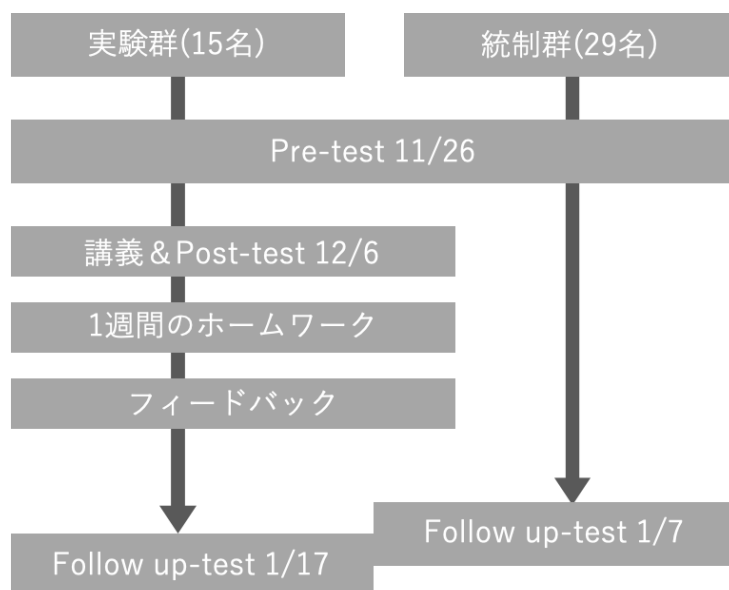 実験群(15名)
統制群(29名)
Pre-test 11/26
講義＆Post-test 12/6
1週間のホームワーク
フィードバック
Follow up-test 1/7
Follow up-test 1/17